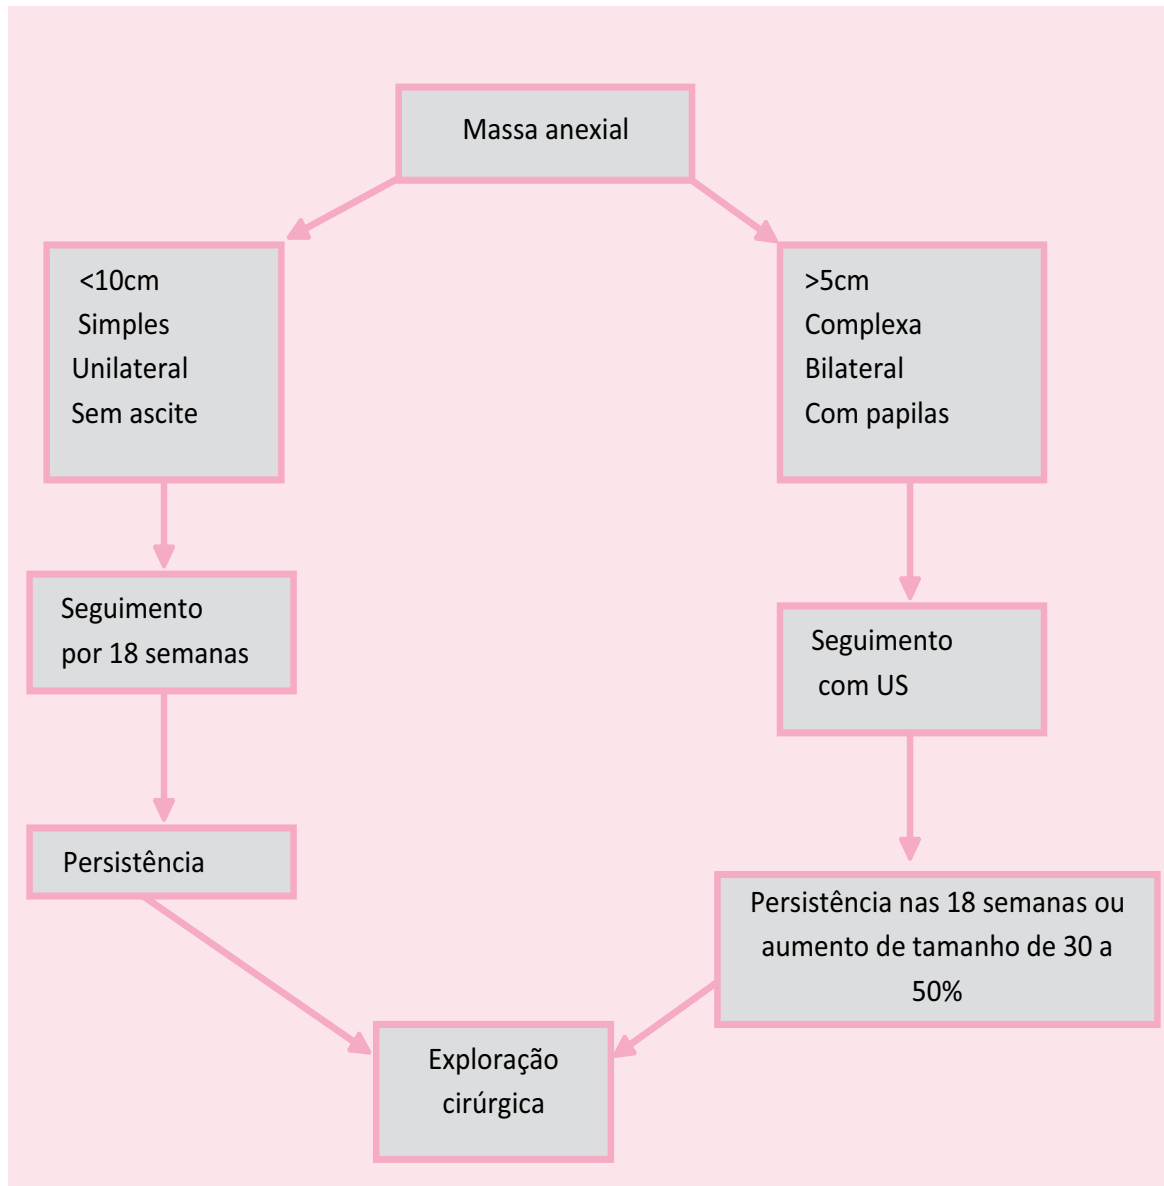 Massa anexial
<10cm
Simples
Unilateral
Sem ascite
>5cm
Complexa
Bilateral
Com papilas
Seguimento
por 18 semanas
Seguimento
com US
Persistência
Persistência nas 18 semanas ou
aumento de tamanho de 30 a
50%
Exploração
cirúrgica